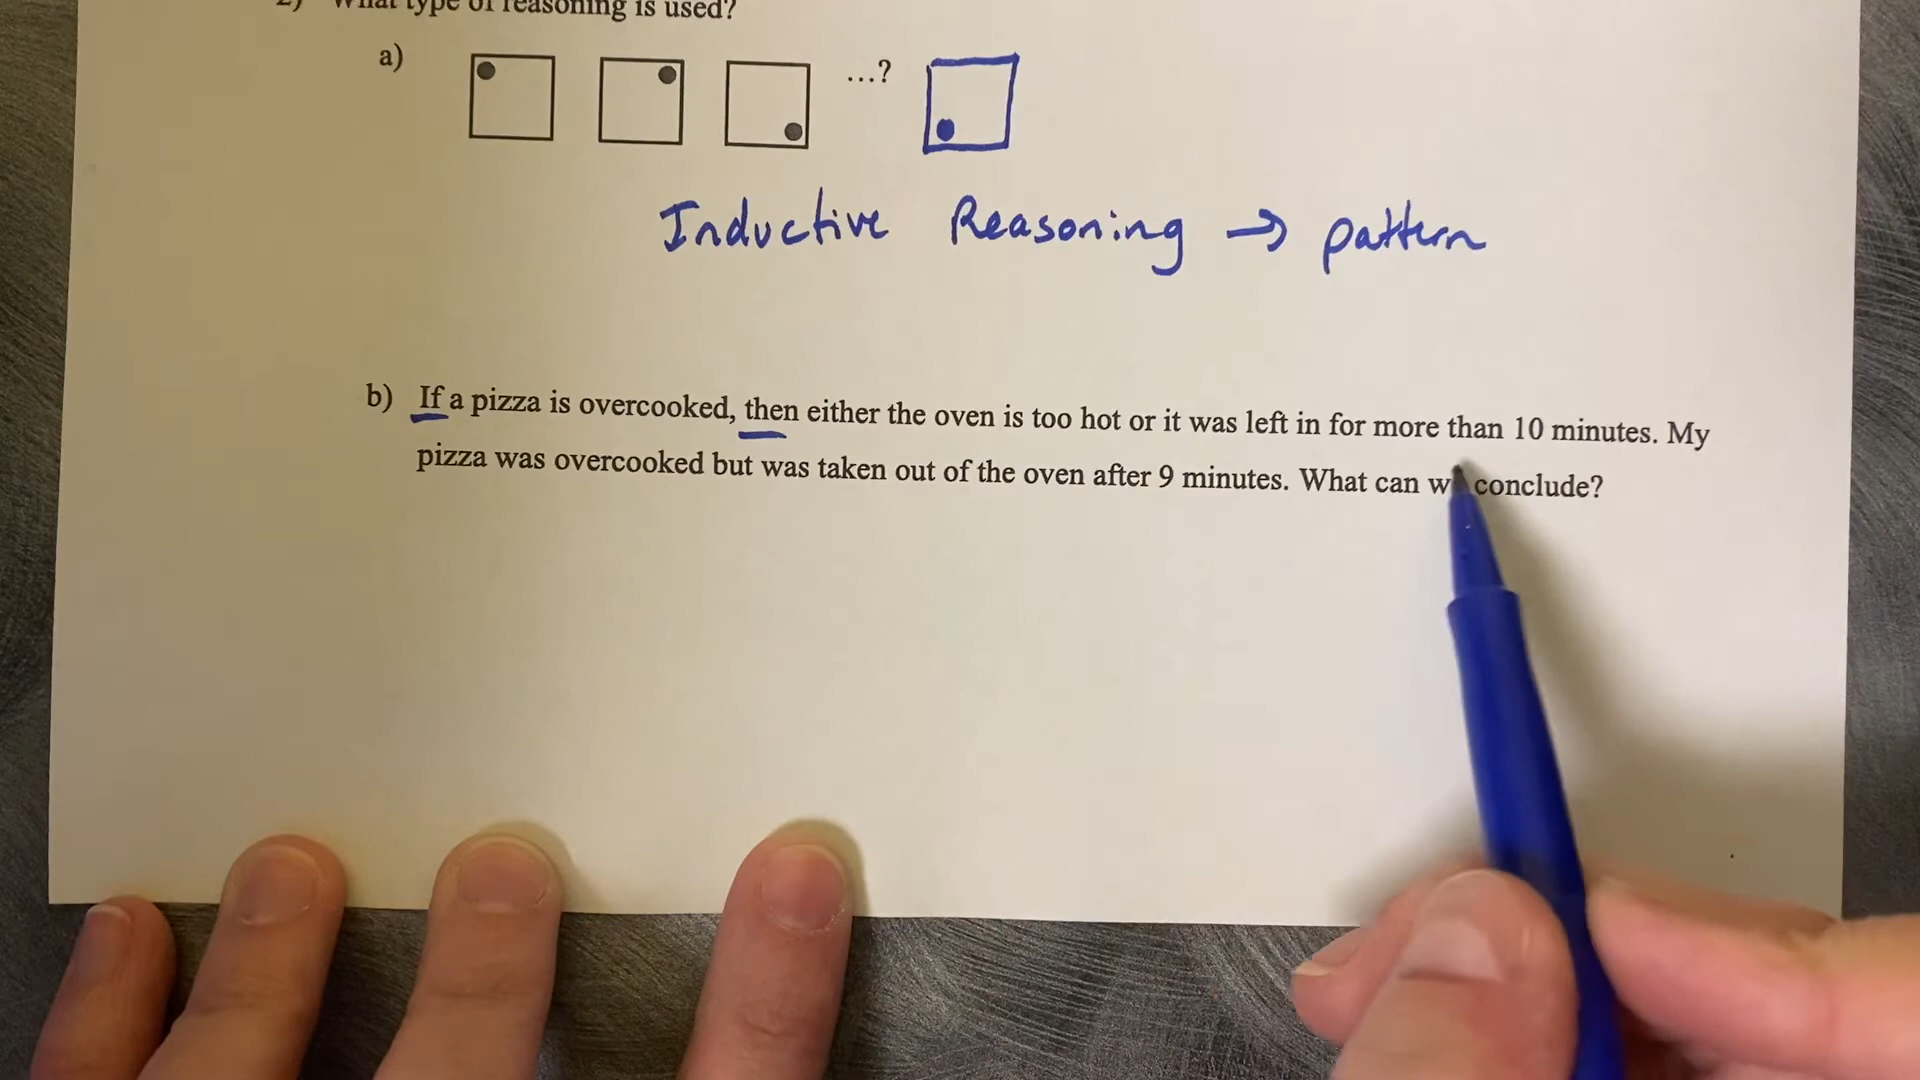 2) What type of reasoning is used?
a) ...?
Inductive Reasoning → pattern
b) If a pizza is overcooked, then either the oven is too hot or it was left in for more than 10 minutes. My
pizza was overcooked but was taken out of the oven after 9 minutes. What can we conclude?